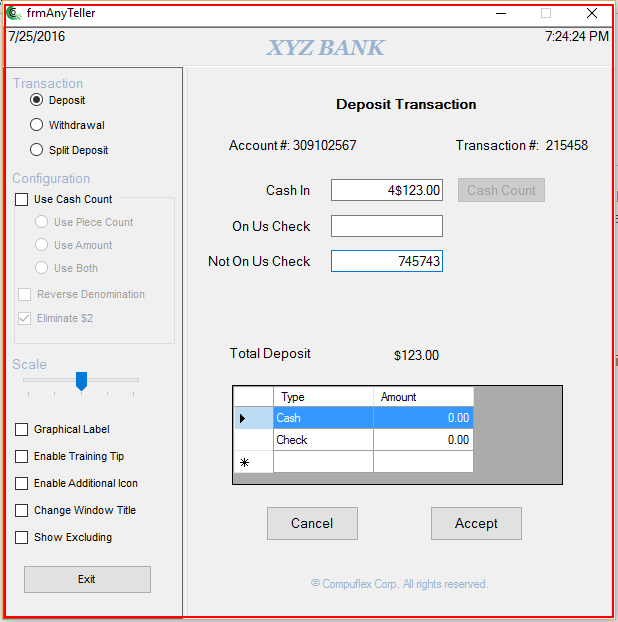 frmAnyTeller
7/25/2016
XYZ BANK
7:24:24 PM
Transaction
Deposit
Withdrawal
Split Deposit
Configuration
Use Cash Count
Use Piece Count
Use Amount
Use Both
Reverse Denomination
Eliminate $2
Scale
Graphical Label
Enable Training Tip
Enable Additional Icon
Change Window Title
Show Excluding
Exit
Deposit Transaction
Account #: 309102567 Transaction #: 215458
Cash In 4$123.00 Cash Count
On Us Check
Not On Us Check 745743
Total Deposit $123.00
Type Amount
Cash 0.00
Check 0.00
Cancel Accept
© Compuflex Corp. All rights reserved.